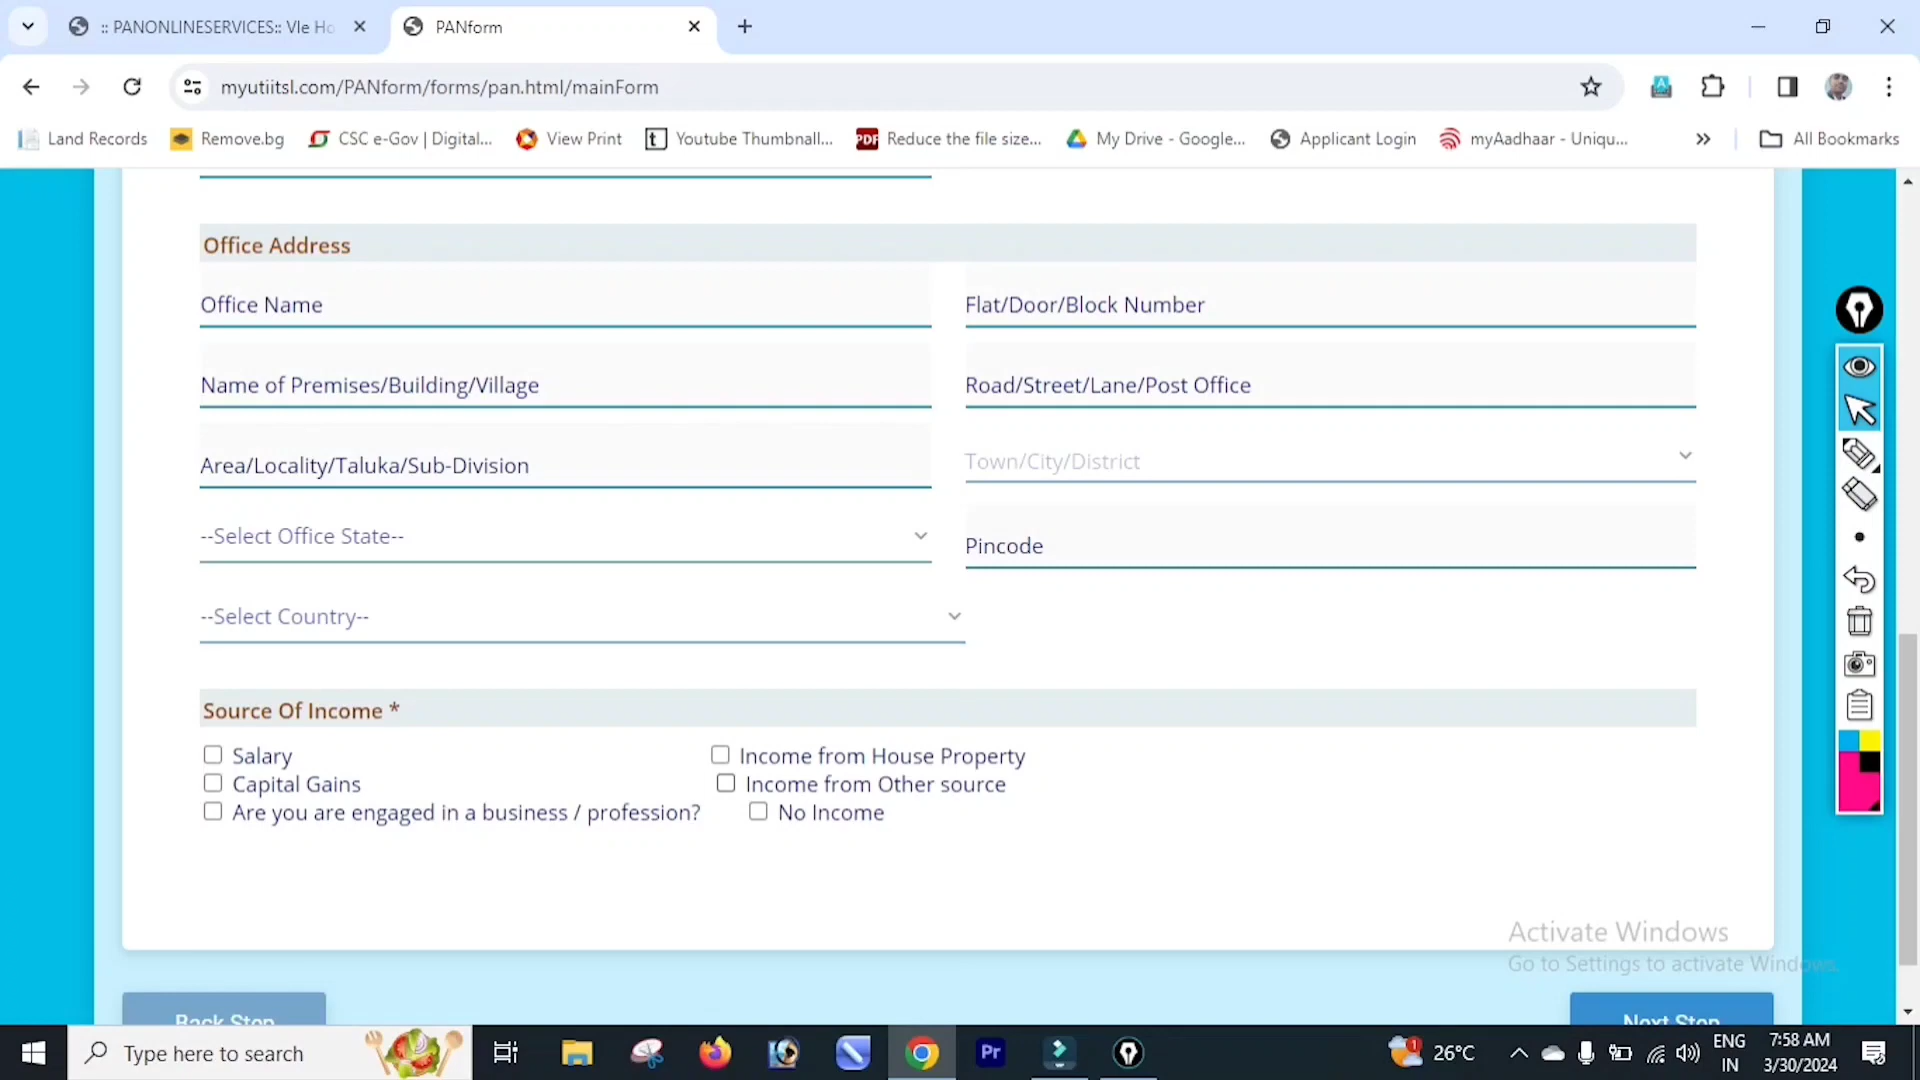 :: PANONLINESERVICES:: Vle Ho
PANform
myutiitsl.com/PANform/forms/pan.html/mainForm
Land Records
Remove.bg
CSC e-Gov | Digital...
View Print
Youtube Thumbnall...
PDF
Reduce the file size...
My Drive - Google...
Applicant Login
myAadhaar - Uniqu...
All Bookmarks
Office Address
Office Name
Flat/Door/Block Number
Name of Premises/Building/Village
Road/Street/Lane/Post Office
Area/Locality/Taluka/Sub-Division
Town/City/District
--Select Office State--
Pincode
--Select Country--
Source Of Income *
Salary
Income from House Property
Capital Gains
Income from Other source
Are you are engaged in a business / profession?
No Income
Activate Windows
Go to Settings to activate Windows.
Back Step
Next Step
Type here to search
Pr
1
26°C
ENG
IN
7:58 AM
3/30/2024